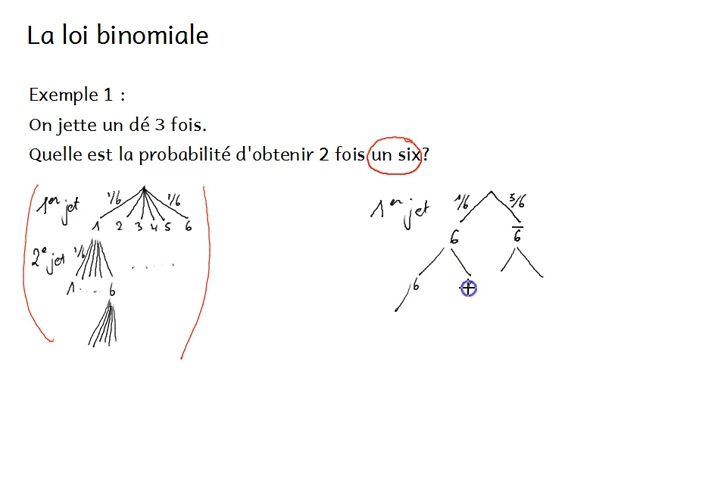 La loi binomiale
Exemple 1 :
On jette un dé 3 fois.
Quelle est la probabilité d'obtenir 2 fois un six?
1er jet 1/6 1/6
1 2 3 4 5 6
2e jet 1/6 .....
1 .... 6
1er jet 1/6 5/6
6 6̅
6